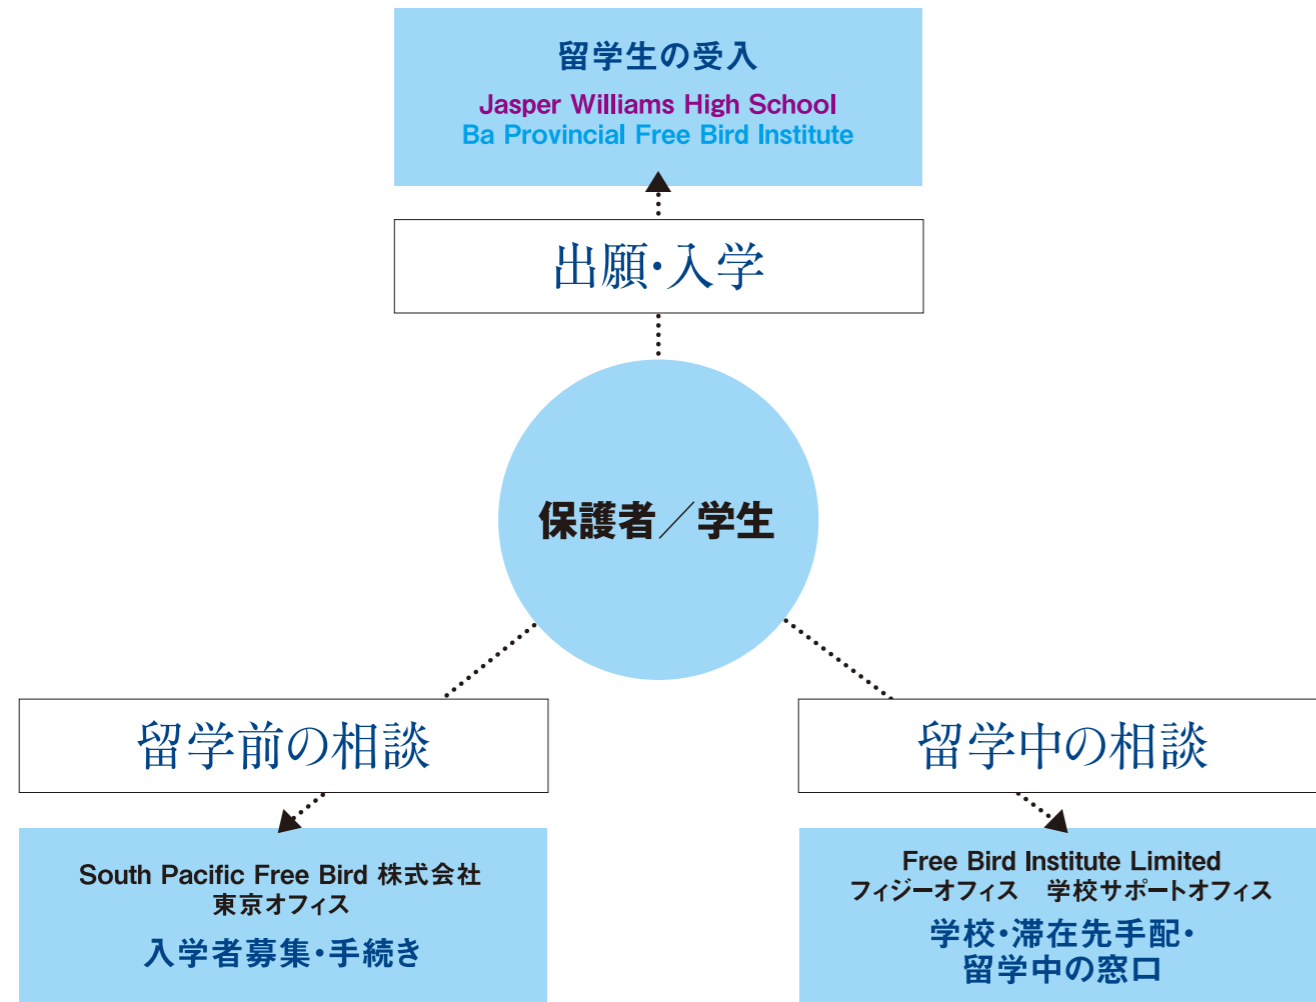 留学生の受入
Jasper Williams High School
Ba Provincial Free Bird Institute
出願・入学
保護者／学生
留学前の相談
South Pacific Free Bird 株式会社
東京オフィス
入学者募集・手続き
留学中の相談
Free Bird Institute Limited
フィジーオフィス　学校サポートオフィス
学校・滞在先手配・
留学中の窓口